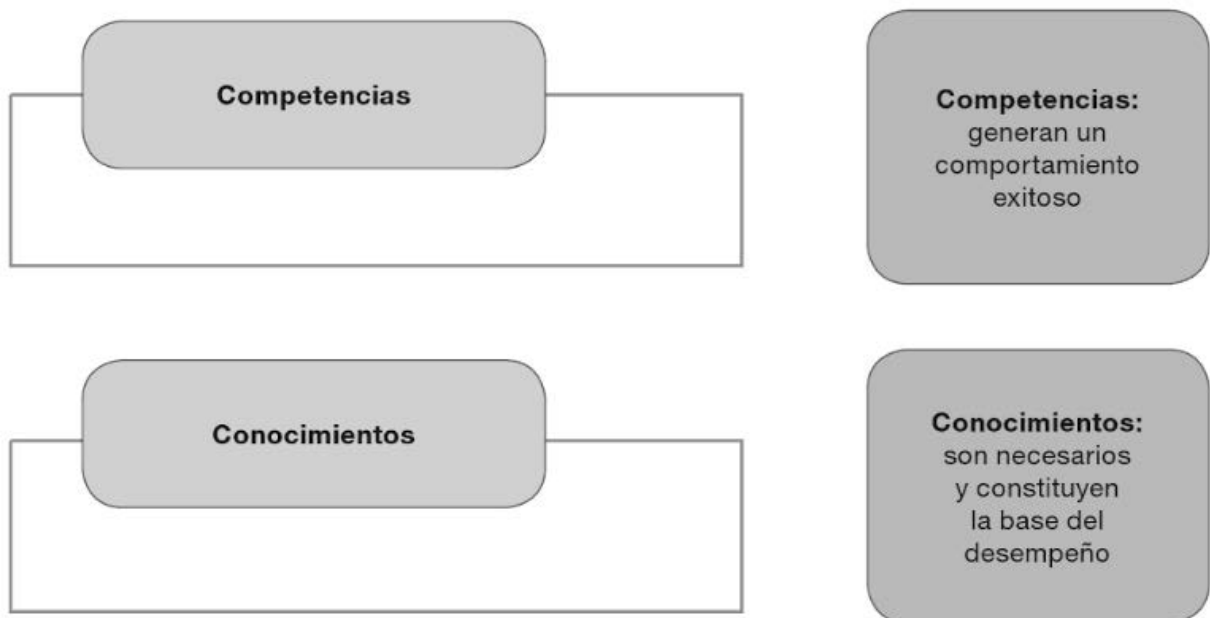 Competencias
Competencias:
generan un
comportamiento
exitoso
Conocimientos
Conocimientos:
son necesarios
y constituyen
la base del
desempeño